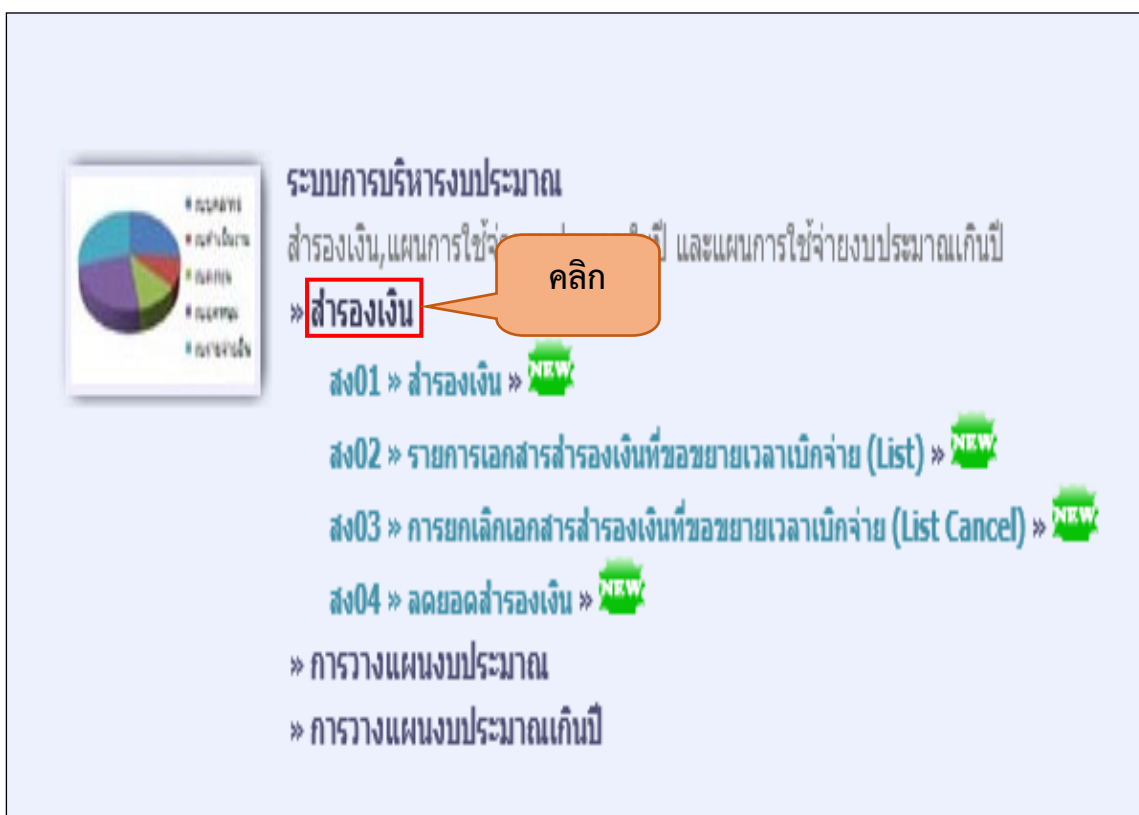 ระบบการบริหารงบประมาณ
สำรองเงิน,แผนการใช้จ่ ปี และแผนการใช้จ่ายงบประมาณเกินปี
คลิก
» สำรองเงิน
สง01 » สำรองเงิน » NEW
สง02 » รายการเอกสารสำรองเงินที่ขอขยายเวลาเบิกจ่าย (List) » NEW
สง03 » การยกเลิกเอกสารสำรองเงินที่ขอขยายเวลาเบิกจ่าย (List Cancel) » NEW
สง04 » ลดยอดสำรองเงิน » NEW
» การวางแผนงบประมาณ
» การวางแผนงบประมาณเกินปี